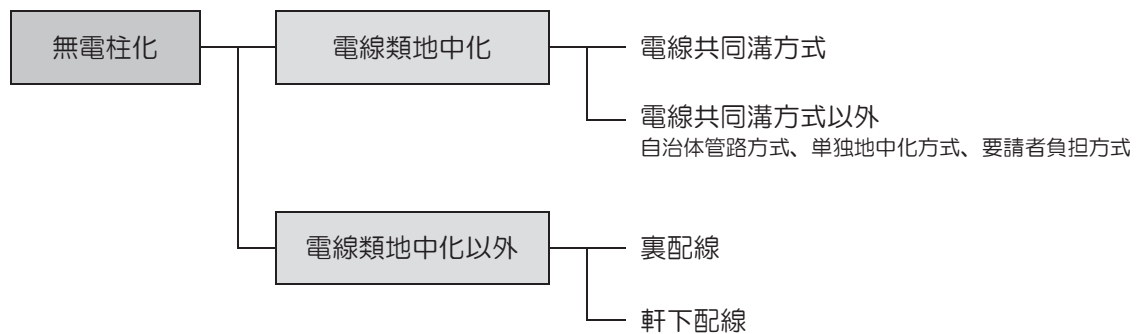 無電柱化
電線類地中化
電線共同溝方式
電線共同溝方式以外
自治体管路方式、単独地中化方式、要請者負担方式
電線類地中化以外
裏配線
軒下配線